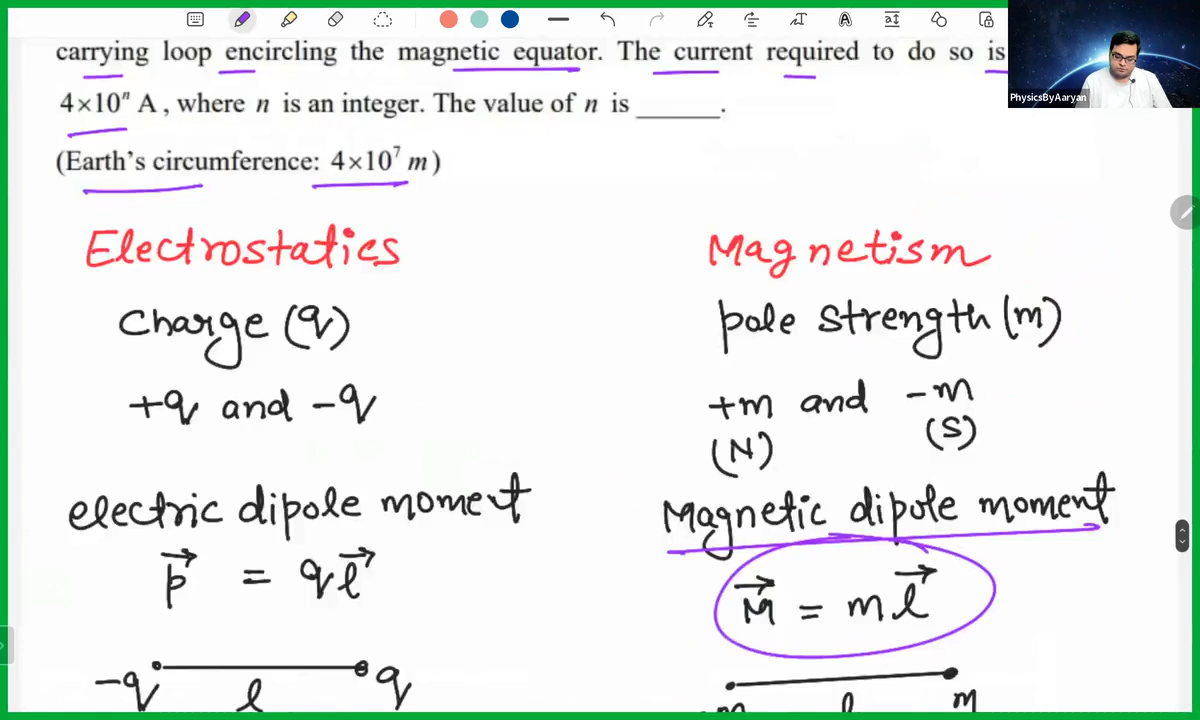 carrying loop encircling the magnetic equator. The current required to do so is
4×10ⁿ A, where n is an integer. The value of n is ______.
(Earth's circumference: 4×10⁷ m)
PhysicsByAaryan
Electrostatics
Magnetism
Charge (q)
pole strength (m)
+q and -q
+m and -m
(N) (S)
electric dipole moment
Magnetic dipole moment
p⃗ = q l⃗
M⃗ = m l⃗
-q l q
m